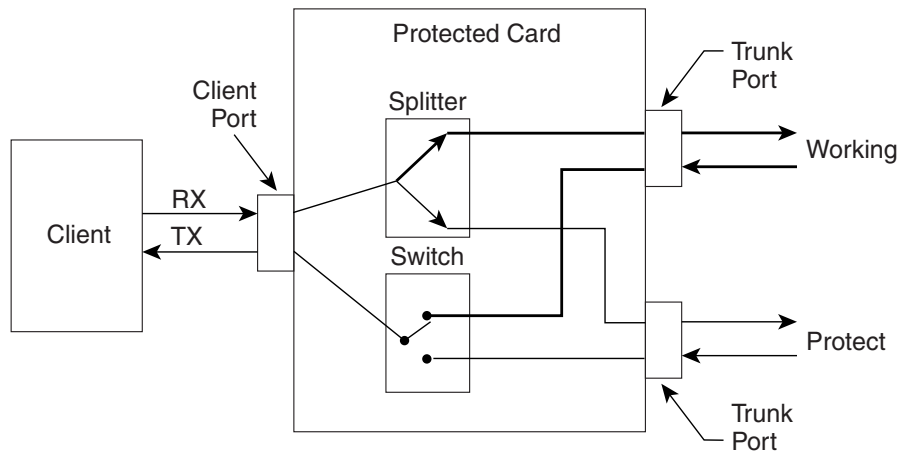 Protected Card
Trunk
Port
Client
Port
Splitter
Working
RX
Client
TX
Switch
Protect
Trunk
Port